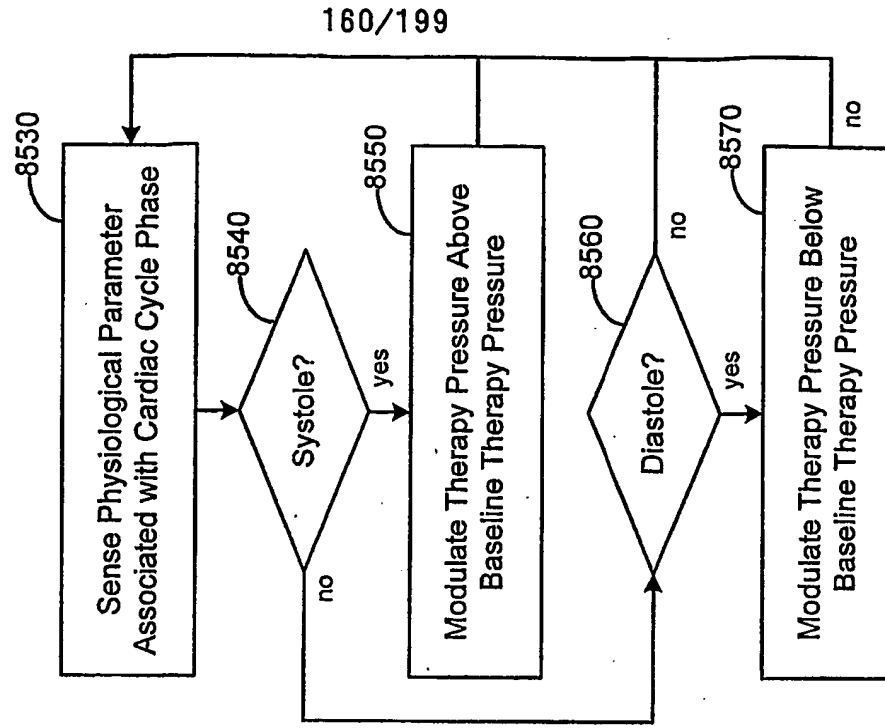 160/199
8530
Sense Physiological Parameter
Associated with Cardiac Cycle Phase
8540
Systole?
yes
no
8550
Modulate Therapy Pressure Above
Baseline Therapy Pressure
8560
Diastole?
no
yes
8570
Modulate Therapy Pressure Below
Baseline Therapy Pressure
no